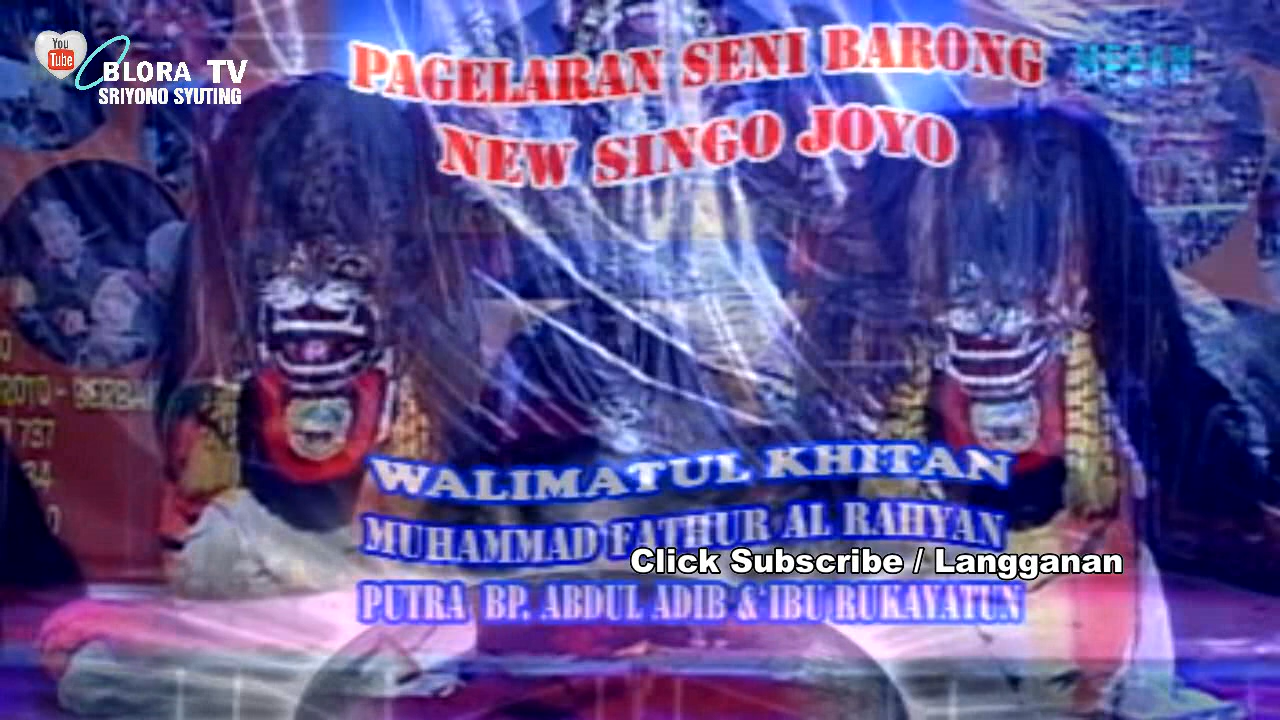 You
Tube
BLORA TV
SRIYONO SYUTING
PAGELARAN SENI BARONG
NEW SINGO JOYO
WALIMATUL KHITAN
MUHAMMAD FATHUR AL RAHYAN
Click Subscribe / Langganan
PUTRA BP. ABDUL ADIB & IBU RUKAYATUN